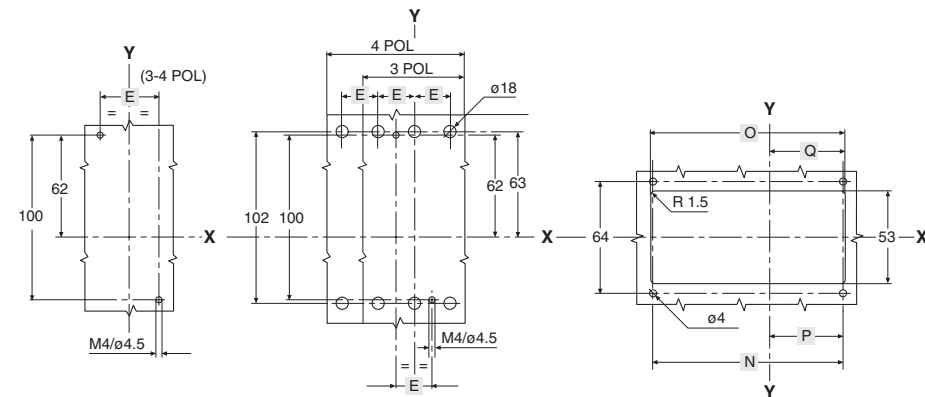 Y
(3-4 POL)
E
= =
62
100
X
M4/ø4.5
Y
4 POL
3 POL
E E E
ø18
102
100
62
63
X
M4/ø4.5
= =
E
Y
O
Q
R 1.5
64
53
X
ø4
P
N
Y